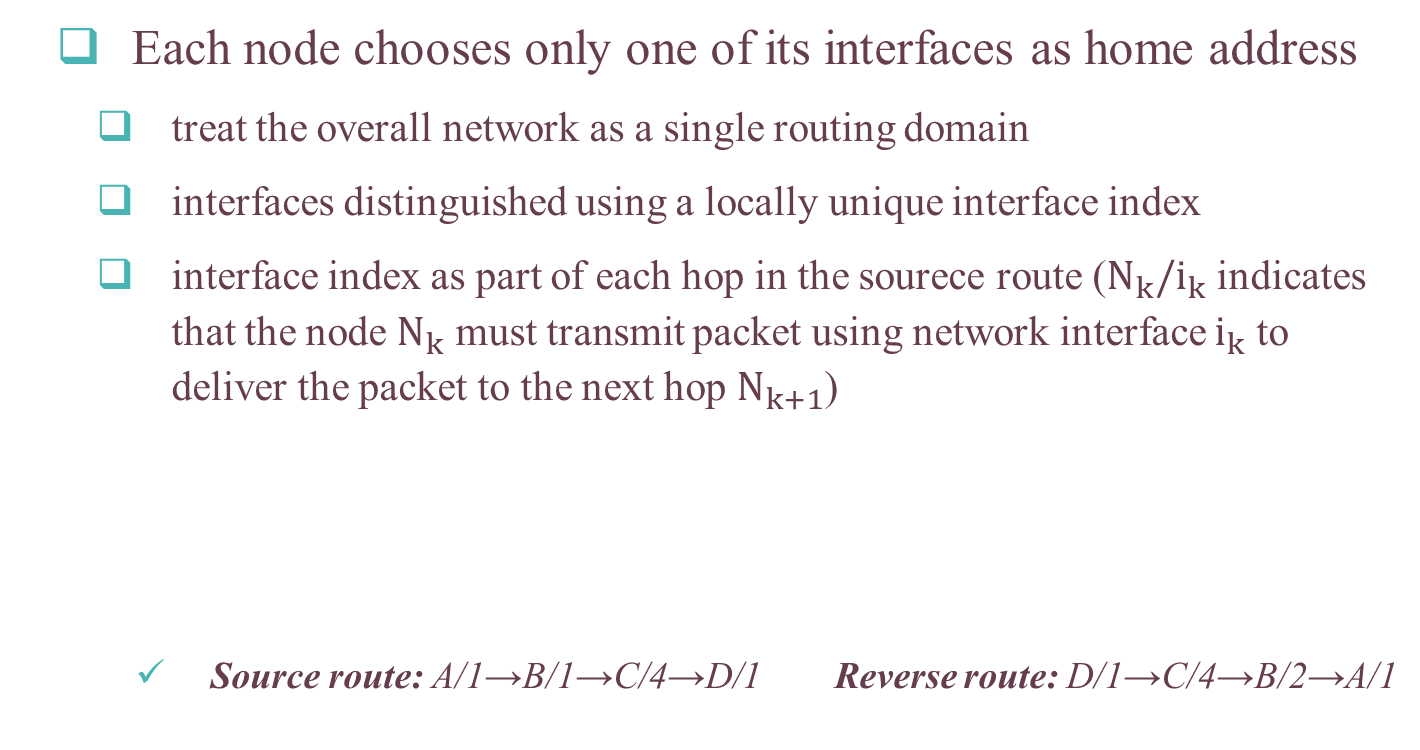 Each node chooses only one of its interfaces as home address
treat the overall network as a single routing domain
interfaces distinguished using a locally unique interface index
interface index as part of each hop in the sourece route (Nk/ik indicates
that the node Nk must transmit packet using network interface ik to
deliver the packet to the next hop Nk+1)
Source route: A/1→B/1→C/4→D/1 Reverse route: D/1→C/4→B/2→A/1